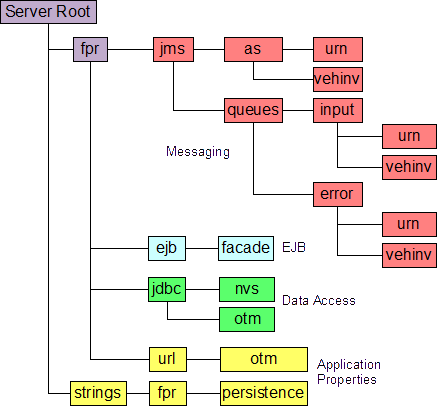 Server Root
fpr jms as urn
vehinv
queues input
urn
Messaging
vehinv
error
urn
vehinv
ejb facade EJB
jdbc nvs
Data Access
otm
url otm
Application
Properties
strings fpr persistence